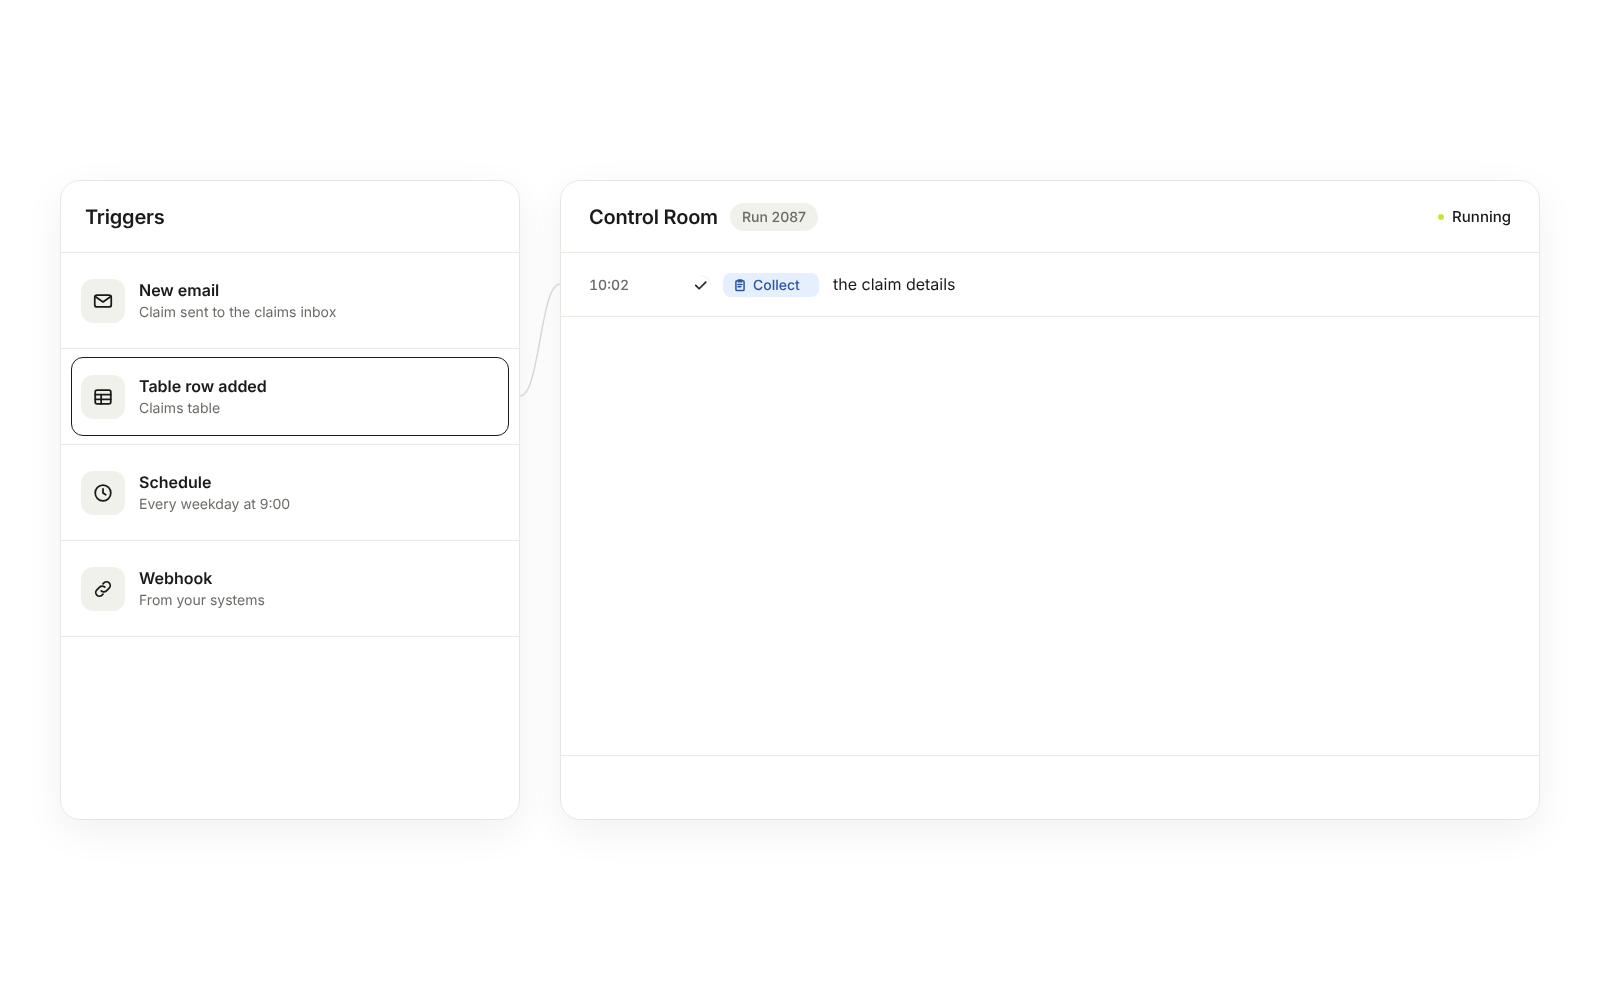 Triggers
New email
Claim sent to the claims inbox
Table row added
Claims table
Schedule
Every weekday at 9:00
Webhook
From your systems
Control Room Run 2087 Running
10:02 Collect the claim details